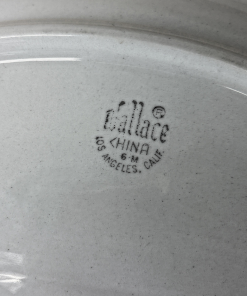 Wallace ®
CHINA
6-M
LOS ANGELES, CALIF.